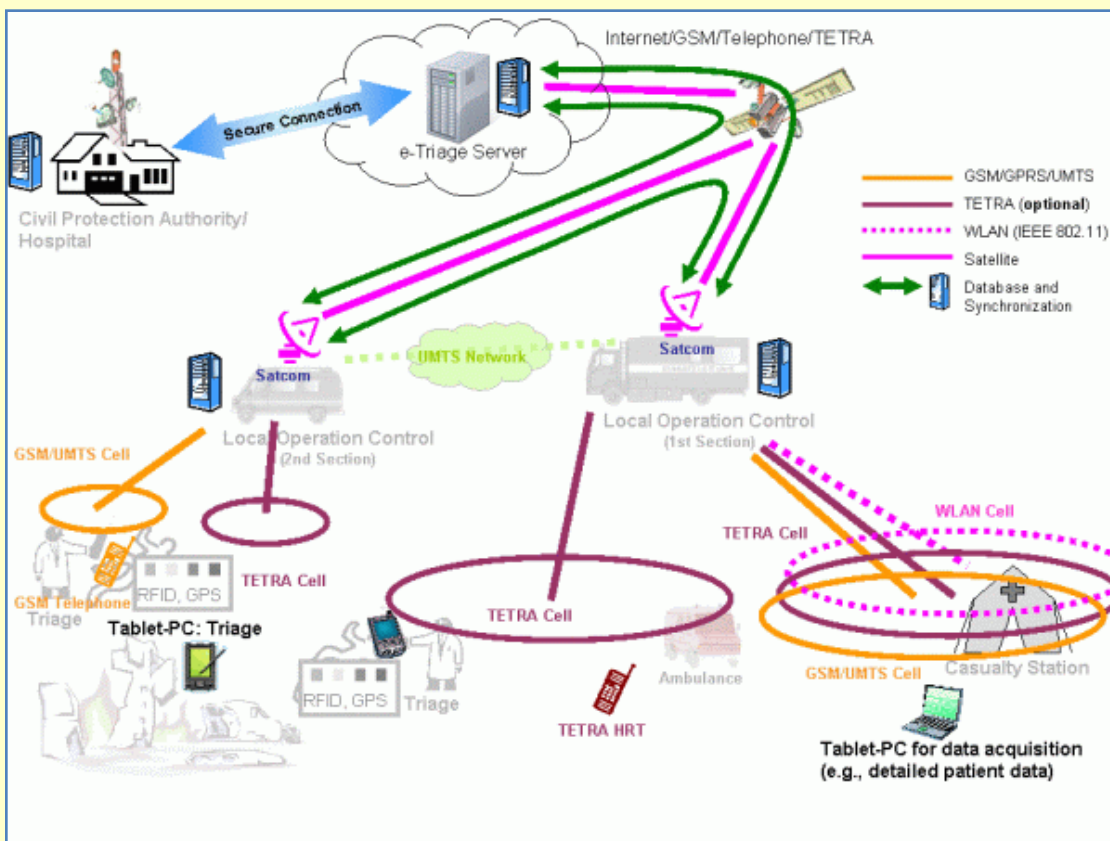 Internet/GSM/Telephone/TETRA
Secure Connection
e-Triage Server
Civil Protection Authority/
Hospital
GSM/GPRS/UMTS
TETRA (optional)
WLAN (IEEE 802.11)
Satellite
Database and
Synchronization
Satcom
UMTS Network
Satcom
Local Operation Control
(2nd Section)
Local Operation Control
(1st Section)
GSM/UMTS Cell
TETRA Cell
WLAN Cell
TETRA Cell
GSM Telephone
Triage
RFID, GPS
Tablet-PC: Triage
TETRA Cell
RFID, GPS
Triage
Ambulance
TETRA HRT
GSM/UMTS Cell
Casualty Station
Tablet-PC for data acquisition
(e.g., detailed patient data)